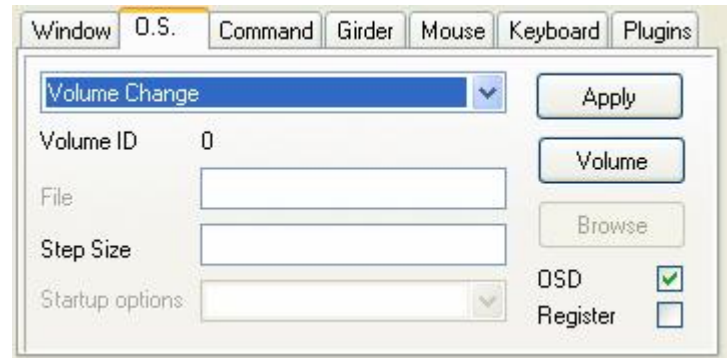 Window O.S. Command Girder Mouse Keyboard Plugins
Volume Change Apply
Volume ID 0 Volume
File Browse
Step Size
OSD
Startup options
Register